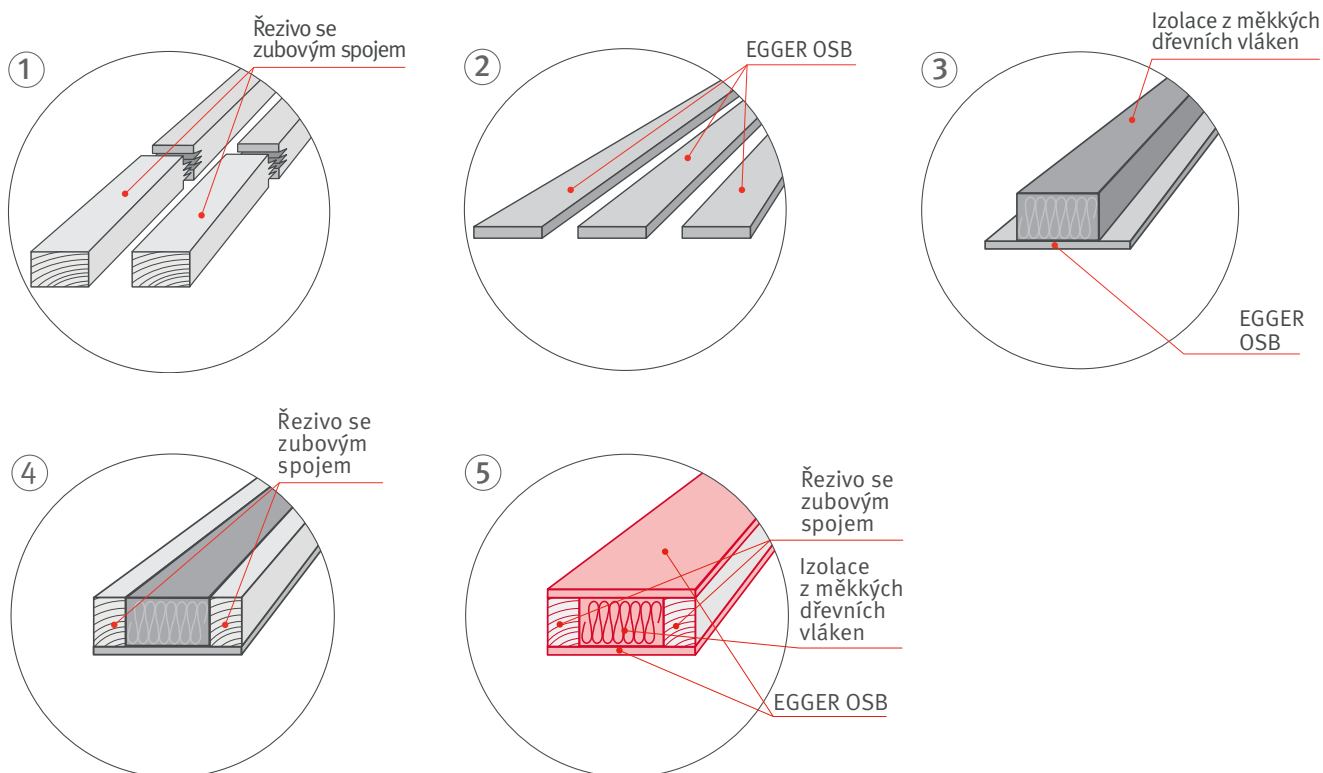 1
Řezivo se
zubovým spojem
2
EGGER OSB
3
Izolace z měkkých
dřevních vláken
EGGER
OSB
4
Řezivo se
zubovým
spojem
5
Řezivo se
zubovým
spojem
Izolace
z měkkých
dřevních
vláken
EGGER OSB